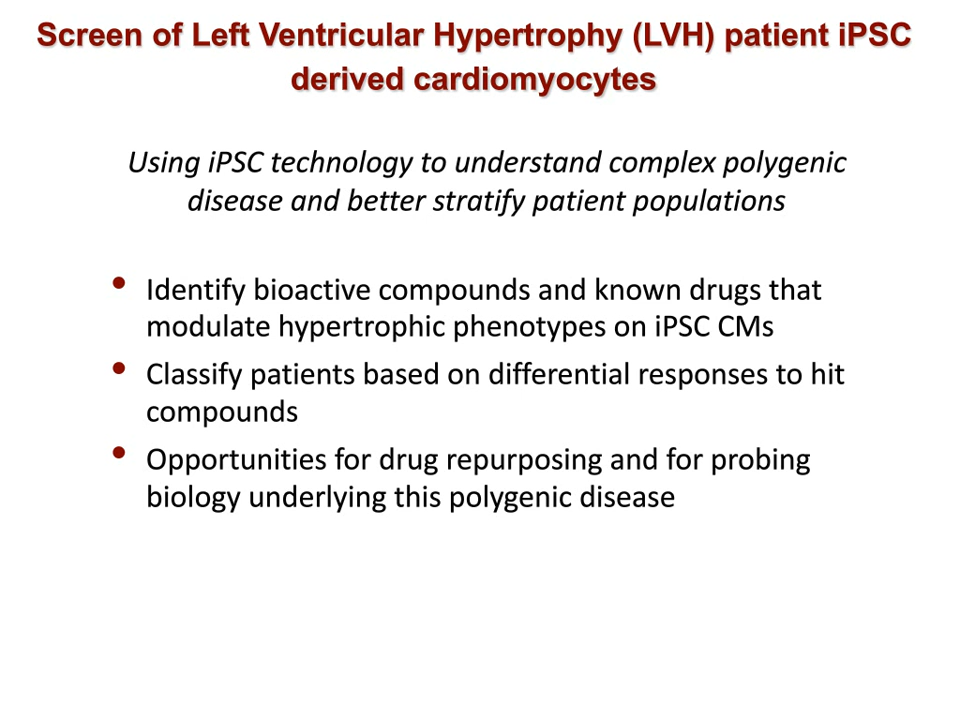 Screen of Left Ventricular Hypertrophy (LVH) patient iPSC
derived cardiomyocytes
Using iPSC technology to understand complex polygenic
disease and better stratify patient populations
• Identify bioactive compounds and known drugs that
modulate hypertrophic phenotypes on iPSC CMs
• Classify patients based on differential responses to hit
compounds
• Opportunities for drug repurposing and for probing
biology underlying this polygenic disease